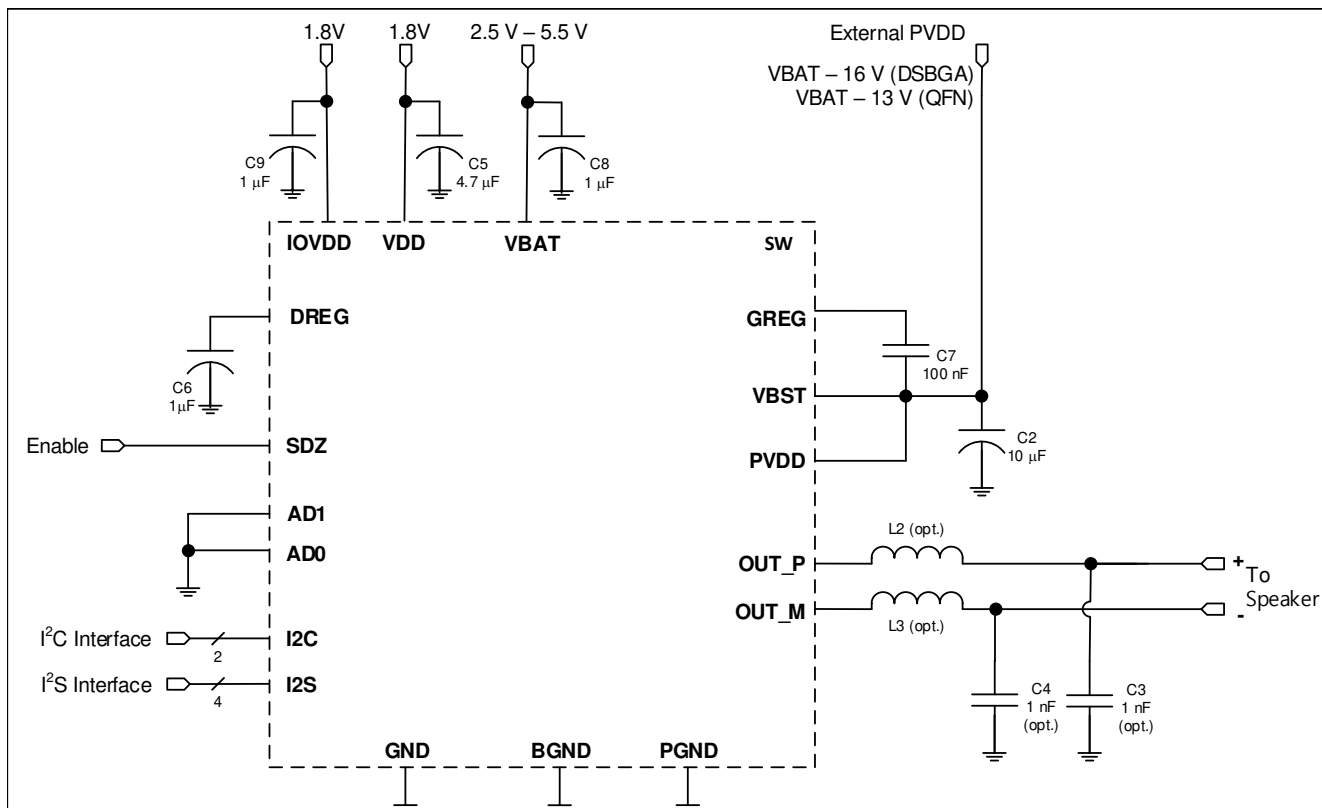 1.8V
1.8V
2.5 V – 5.5 V
External PVDD
VBAT – 16 V (DSBGA)
VBAT – 13 V (QFN)
C9
1 µF
C5
4.7 µF
C8
1 µF
IOVDD
VDD
VBAT
SW
DREG
GREG
C6
1µF
C7
100 nF
VBST
Enable
SDZ
PVDD
C2
10 µF
AD1
AD0
L2 (opt.)
OUT_P
OUT_M
L3 (opt.)
+
To
Speaker
-
I²C Interface
2
I2C
I²S Interface
4
I2S
C4
1 nF
(opt.)
C3
1 nF
(opt.)
GND
BGND
PGND